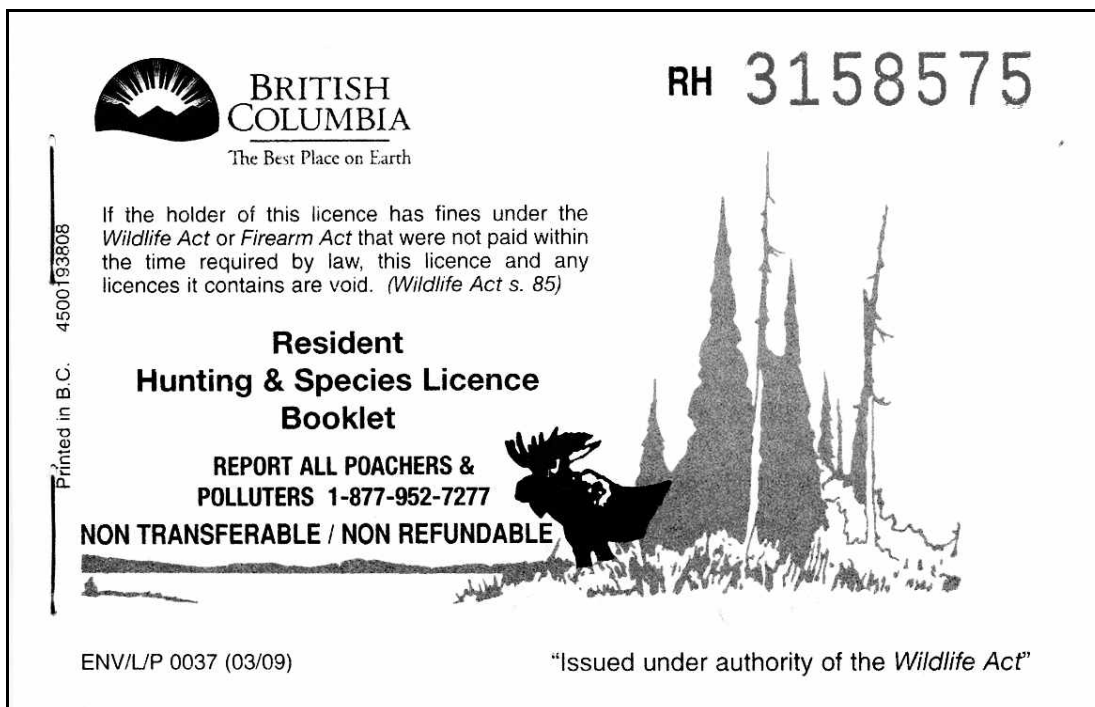 BRITISH
COLUMBIA
The Best Place on Earth
RH 3158575
If the holder of this licence has fines under the
Wildlife Act or Firearm Act that were not paid within
the time required by law, this licence and any
licences it contains are void. (Wildlife Act s. 85)
Resident
Hunting & Species Licence
Booklet
REPORT ALL POACHERS &
POLLUTERS 1-877-952-7277
NON TRANSFERABLE / NON REFUNDABLE
Printed in B.C. 4500193808
ENV/L/P 0037 (03/09)
“Issued under authority of the Wildlife Act”